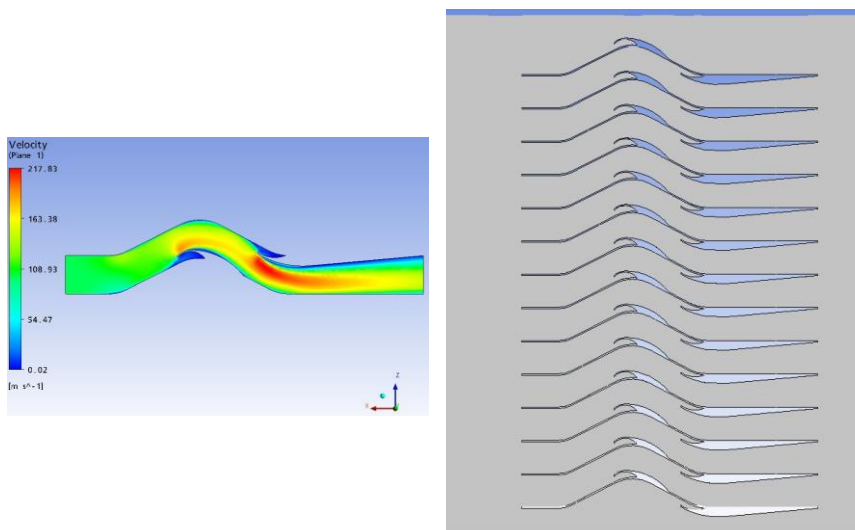 Velocity
(Plane 1)
217.83
163.38
108.93
54.47
0.02
[m s^-1]
Z
X
Y